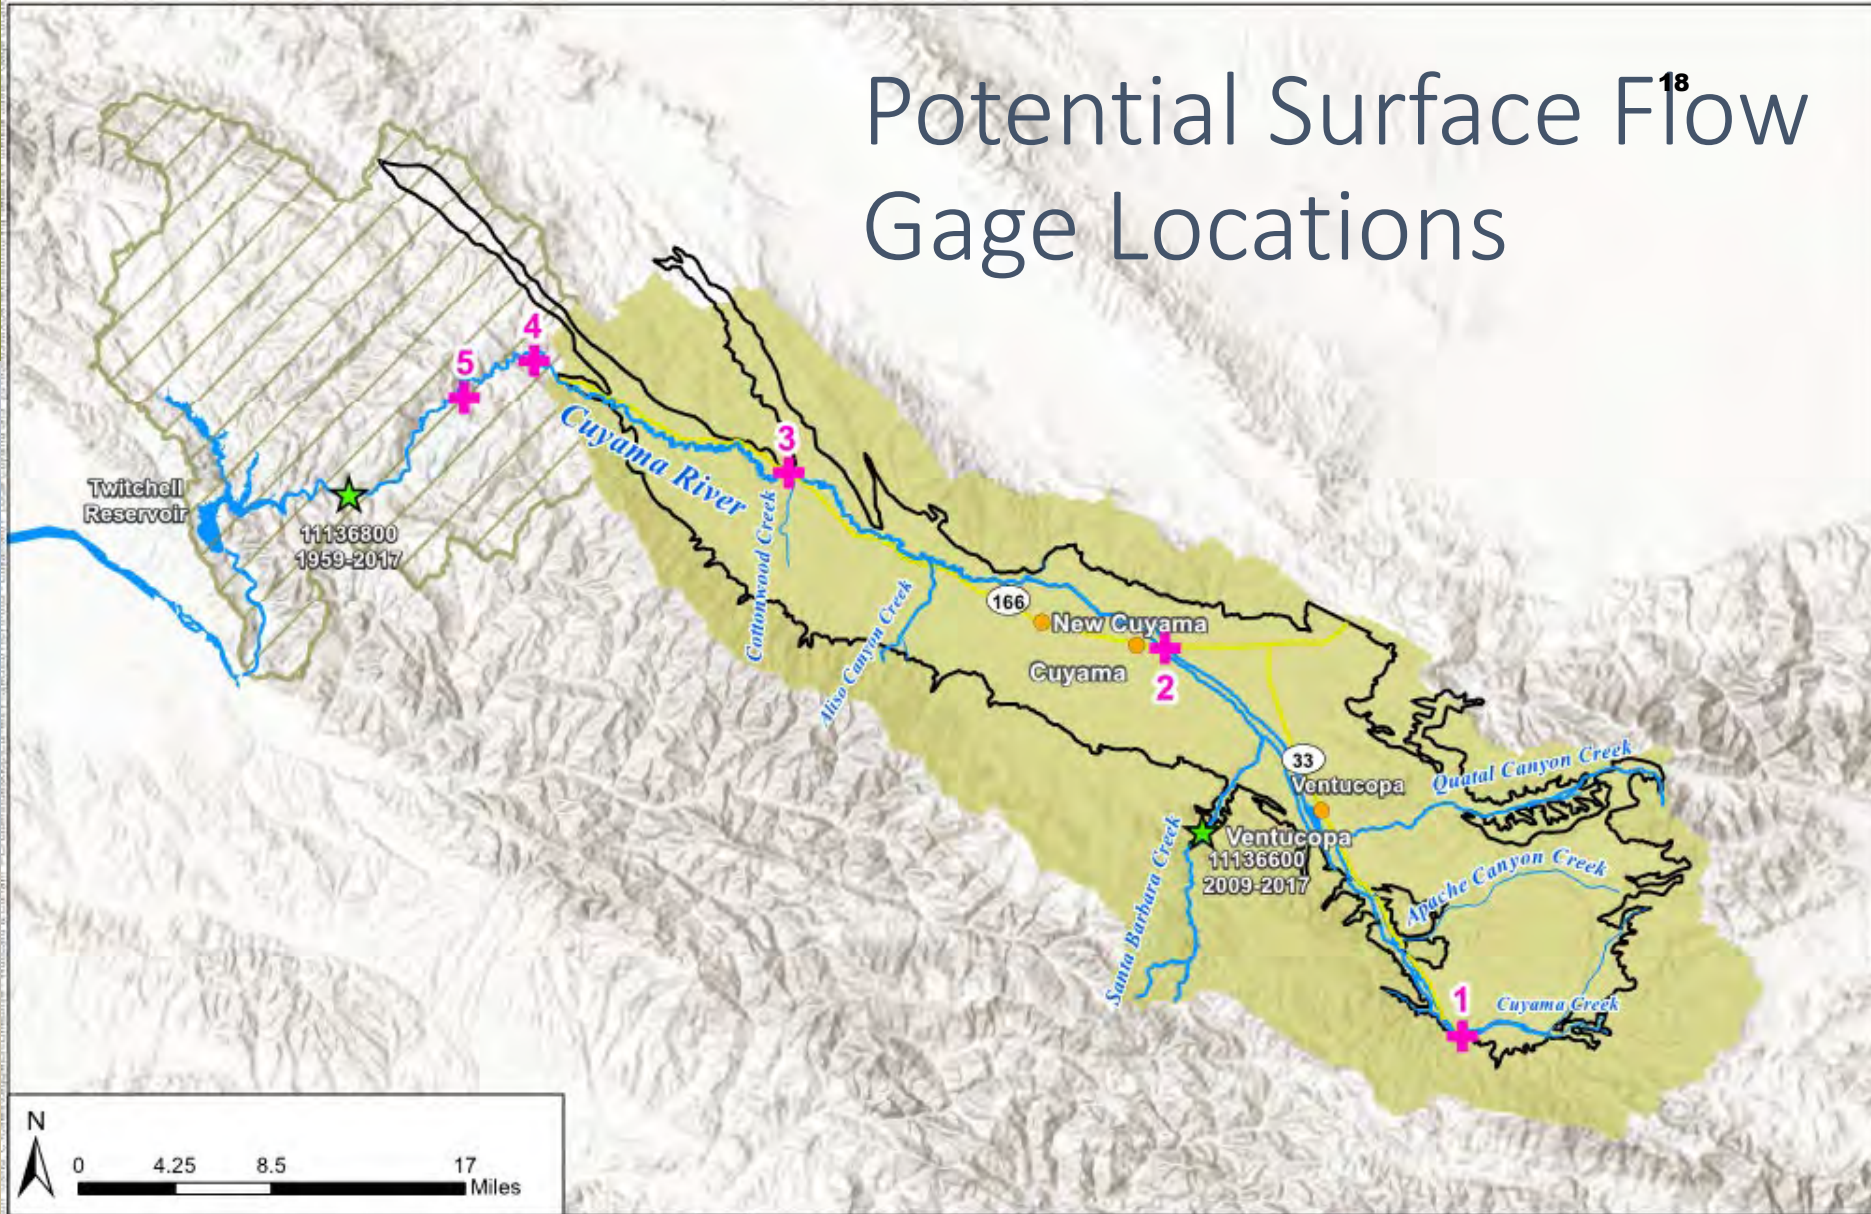 18
Potential Surface Flow
Gage Locations
4
5
3
Cuyama River
Twitchell
Reservoir
11136800
1959-2017
Cottonwood Creek
Aliso Canyon Creek
166
New Cuyama
Cuyama
2
33
Ventucopa
Quatal Canyon Creek
Santa Barbara Creek
Ventucopa
11136600
2009-2017
Apache Canyon Creek
1
Cuyama Creek
N
0 4.25 8.5 17
Miles